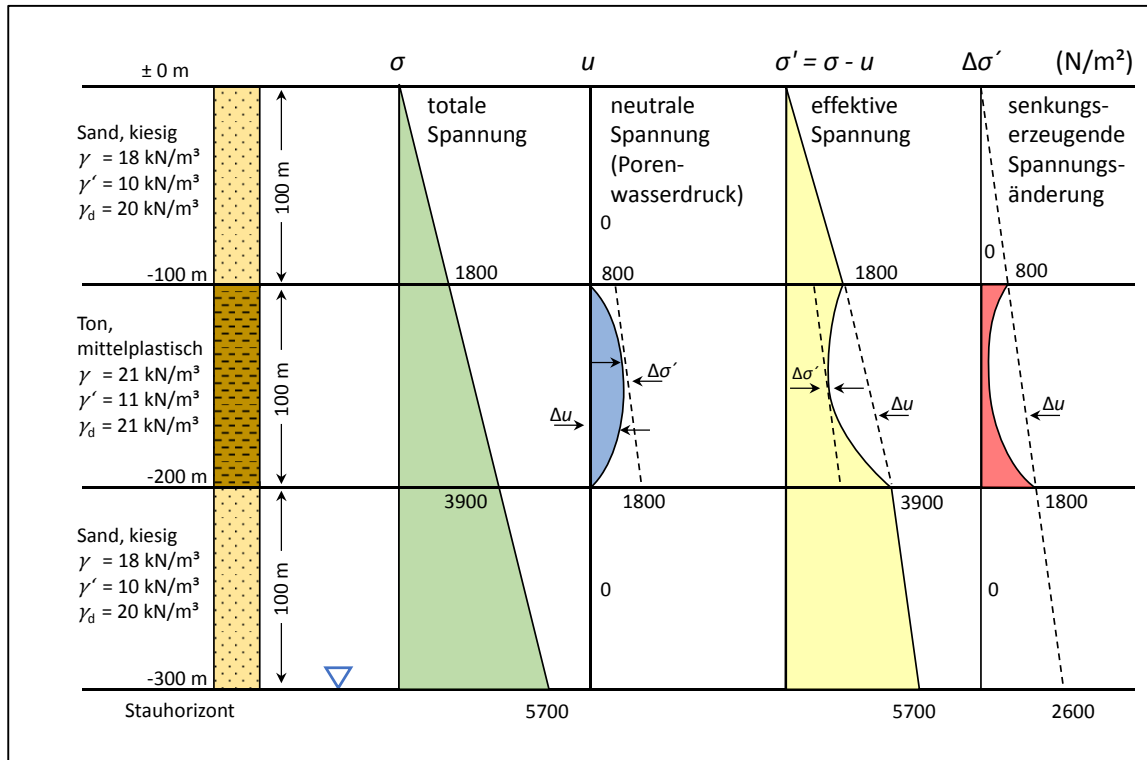 ± 0 m
σ
u
σ' = σ - u
Δσ´
(N/m²)
Sand, kiesig
γ = 18 kN/m³
γ‘ = 10 kN/m³
γd = 20 kN/m³
100 m
totale
Spannung
neutrale
Spannung
(Poren-
wasserdruck)
0
effektive
Spannung
senkungs-
erzeugende
Spannungs-
änderung
0
-100 m
1800
800
1800
800
Ton,
mittelplastisch
γ = 21 kN/m³
γ‘ = 11 kN/m³
γd = 21 kN/m³
100 m
Δσ´
Δu
Δσ´
Δu
Δu
-200 m
3900
1800
3900
1800
Sand, kiesig
γ = 18 kN/m³
γ‘ = 10 kN/m³
γd = 20 kN/m³
100 m
0
0
-300 m
Stauhorizont
5700
5700
2600